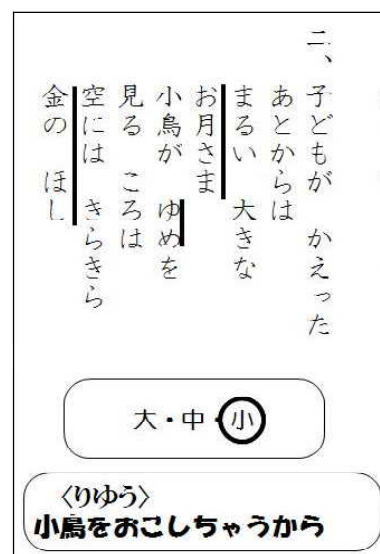 二、子どもが　かえった
あとからは
まるい　大きな
お月さま
小鳥が　ゆめを
見る　ころは
空には　きらきら
金の　ほし
大・中・小
〈りゆう〉
小鳥をおこしちゃうから